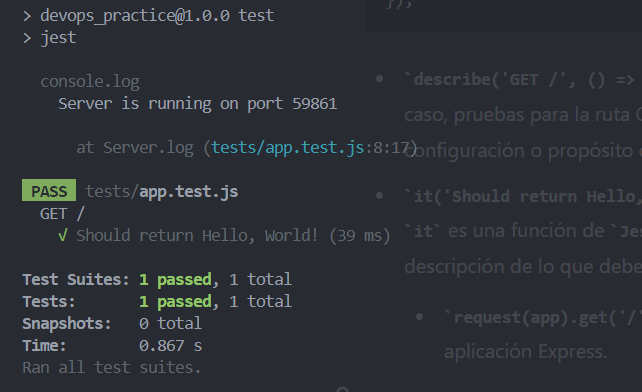 > devops_practice@1.0.0 test
> jest
console.log
Server is running on port 59861
at Server.log (tests/app.test.js:8:17)
PASS tests/app.test.js
GET /
√ Should return Hello, World! (39 ms)
Test Suites: 1 passed, 1 total
Tests: 1 passed, 1 total
Snapshots: 0 total
Time: 0.867 s
Ran all test suites.
});
• `describe('GET /', () =>
caso, pruebas para la ruta
configuración o propósito
• `it('Should return Hello,
`it` es una función de `Jes
descripción de lo que debe
• `request(app).get('/'
aplicación Express.